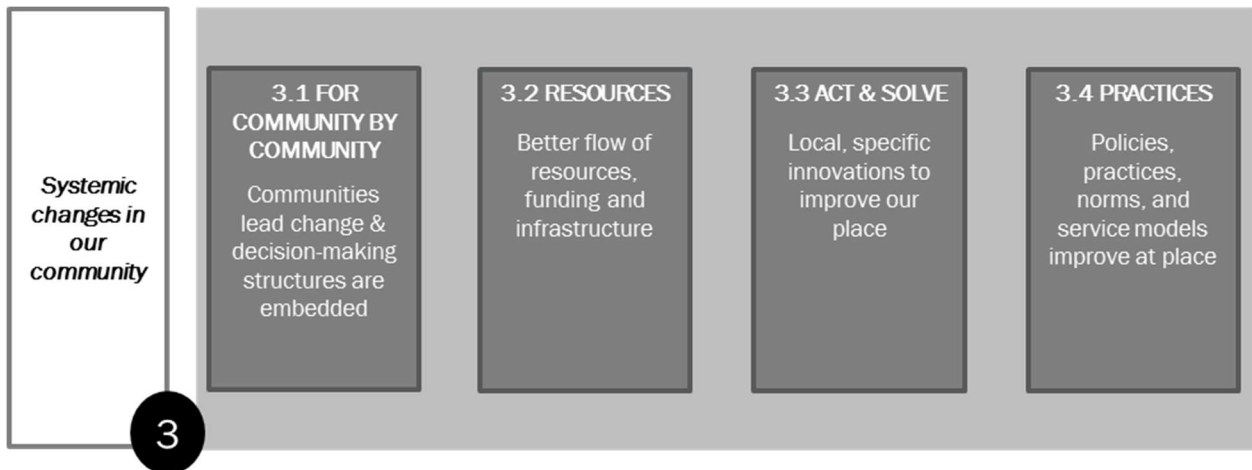 Systemic
changes in
our
community
3
3.1 FOR
COMMUNITY BY
COMMUNITY
Communities
lead change &
decision-making
structures are
embedded
3.2 RESOURCES
Better flow of
resources,
funding and
infrastructure
3.3 ACT & SOLVE
Local, specific
innovations to
improve our
place
3.4 PRACTICES
Policies,
practices,
norms, and
service models
improve at place